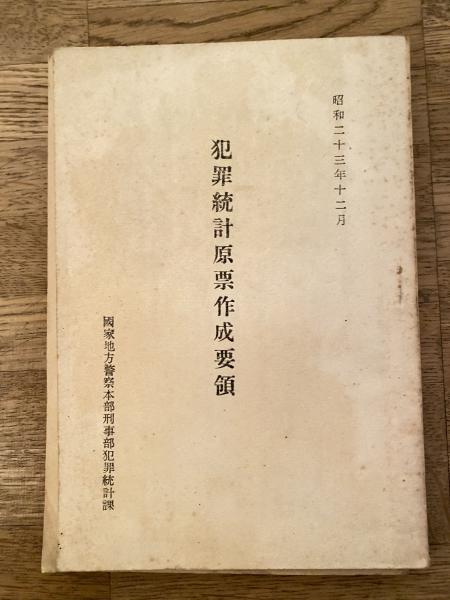 昭和二十三年十二月
犯罪統計原票作成要領
國家地方警察本部刑事部犯罪統計課